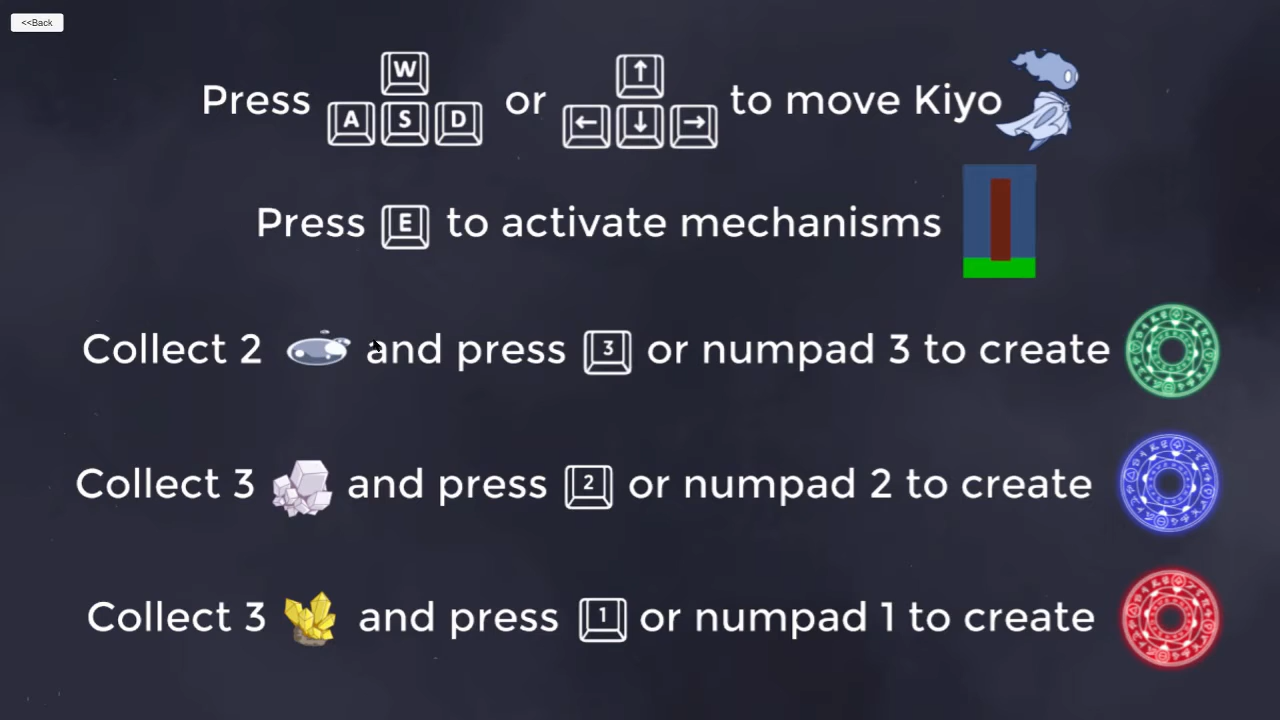 <<Back
Press W A S D or ↑ ← ↓ → to move Kiyo
Press E to activate mechanisms
Collect 2 and press 3 or numpad 3 to create
Collect 3 and press 2 or numpad 2 to create
Collect 3 and press 1 or numpad 1 to create